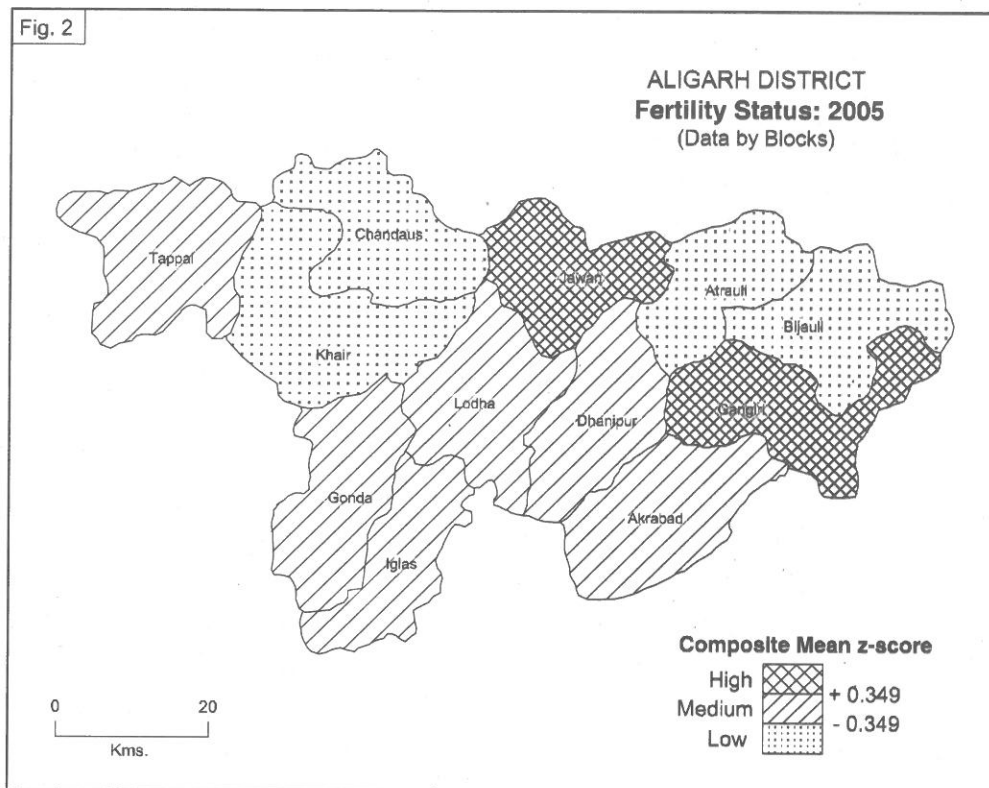 Fig. 2
ALIGARH DISTRICT
Fertility Status: 2005
(Data by Blocks)
Chandaus
Tappal
Jawan
Atrauli
Bijauli
Khair
Lodha
Dhanipur
Gangiri
Gonda
Akrabad
Iglas
Composite Mean z-score
High
+ 0.349
Medium
- 0.349
Low
0 20
Kms.